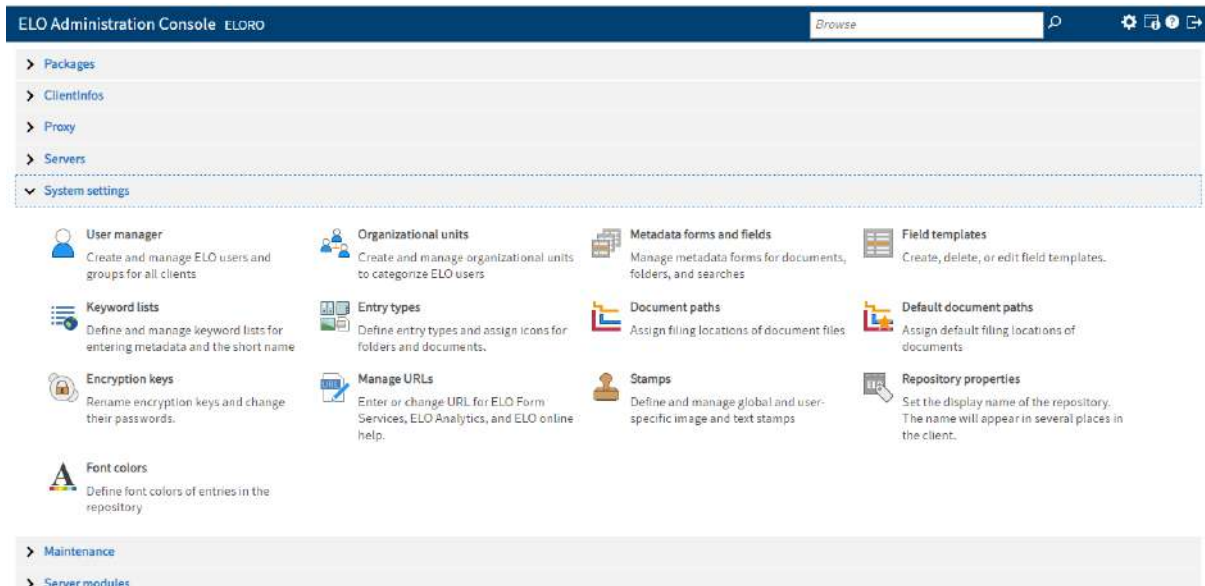 ELO Administration Console ELORO
Browse
Packages
ClientInfos
Proxy
Servers
System settings
User manager
Create and manage ELO users and
groups for all clients
Organizational units
Create and manage organizational units
to categorize ELO users
Metadata forms and fields
Manage metadata forms for documents,
folders, and searches
Field templates
Create, delete, or edit field templates.
Keyword lists
Define and manage keyword lists for
entering metadata and the short name
Entry types
Define entry types and assign icons for
folders and documents.
Document paths
Assign filing locations of document files
Default document paths
Assign default filing locations of
documents
Encryption keys
Rename encryption keys and change
their passwords.
URL
Manage URLs
Enter or change URL for ELO Form
Services, ELO Analytics, and ELO online
help.
Stamps
Define and manage global and user-
specific image and text stamps
Repository properties
Set the display name of the repository.
The name will appear in several places in
the client.
A
Font colors
Define font colors of entries in the
repository
Maintenance
Server modules